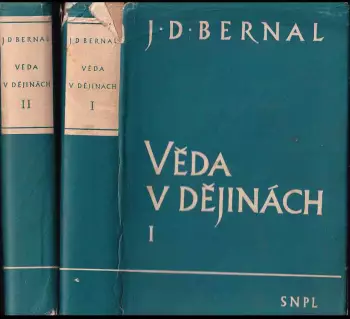 J D BERNAL
VĚDA
V DĚJINÁCH
II
J. D. BERNAL
VĚDA
V DĚJINÁCH
I
J · D · BERNAL
VĚDA
V DĚJINÁCH
I
SNPL